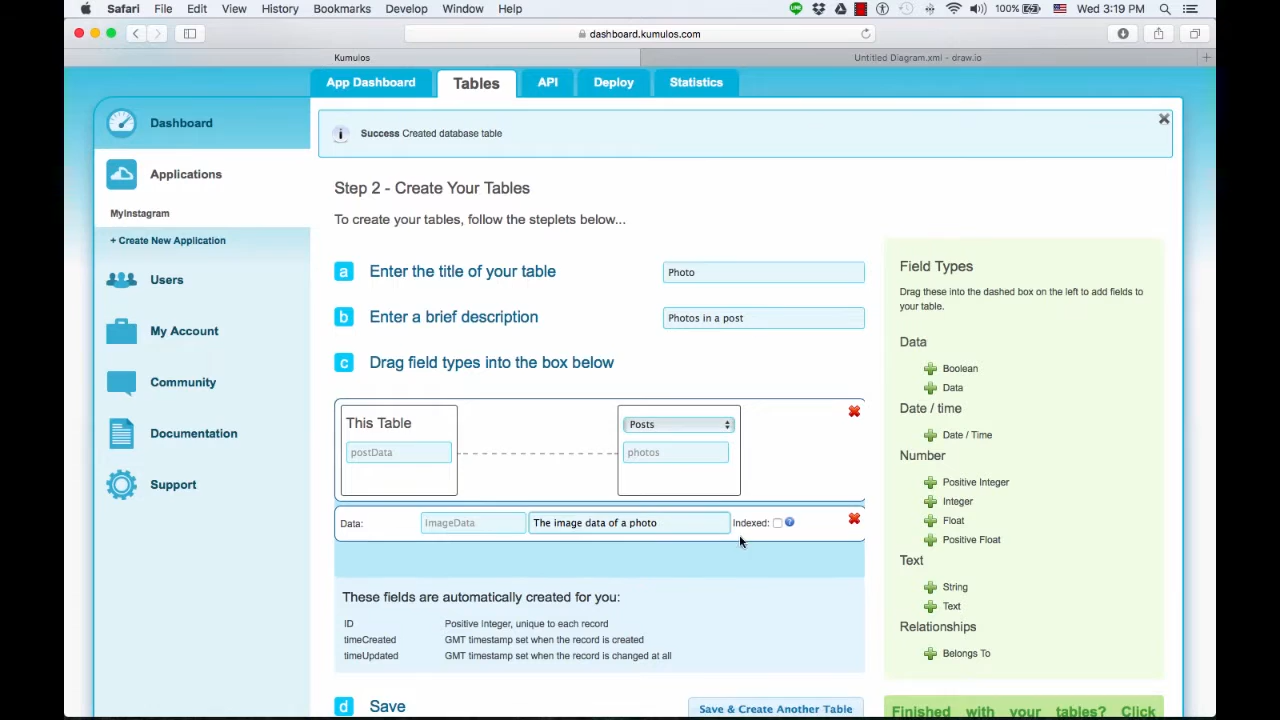 Safari File Edit View History Bookmarks Develop Window Help 100% Wed 3:19 PM
dashboard.kumulos.com
Kumulos Untitled Diagram.xml - draw.io
App Dashboard Tables API Deploy Statistics
Dashboard
Applications
MyInstagram
+ Create New Application
Users
My Account
Community
Documentation
Support
i Success Created database table
Step 2 - Create Your Tables
To create your tables, follow the steplets below...
a Enter the title of your table Photo
b Enter a brief description Photos in a post
c Drag field types into the box below
This Table Posts
postData photos
Data: ImageData The image data of a photo Indexed: ?
These fields are automatically created for you:
ID Positive Integer, unique to each record
timeCreated GMT timestamp set when the record is created
timeUpdated GMT timestamp set when the record is changed at all
d Save Save & Create Another Table
Field Types
Drag these into the dashed box on the left to add fields to
your table.
Data
Boolean
Data
Date / time
Date / Time
Number
Positive Integer
Integer
Float
Positive Float
Text
String
Text
Relationships
Belongs To
Finished with your tables? Click